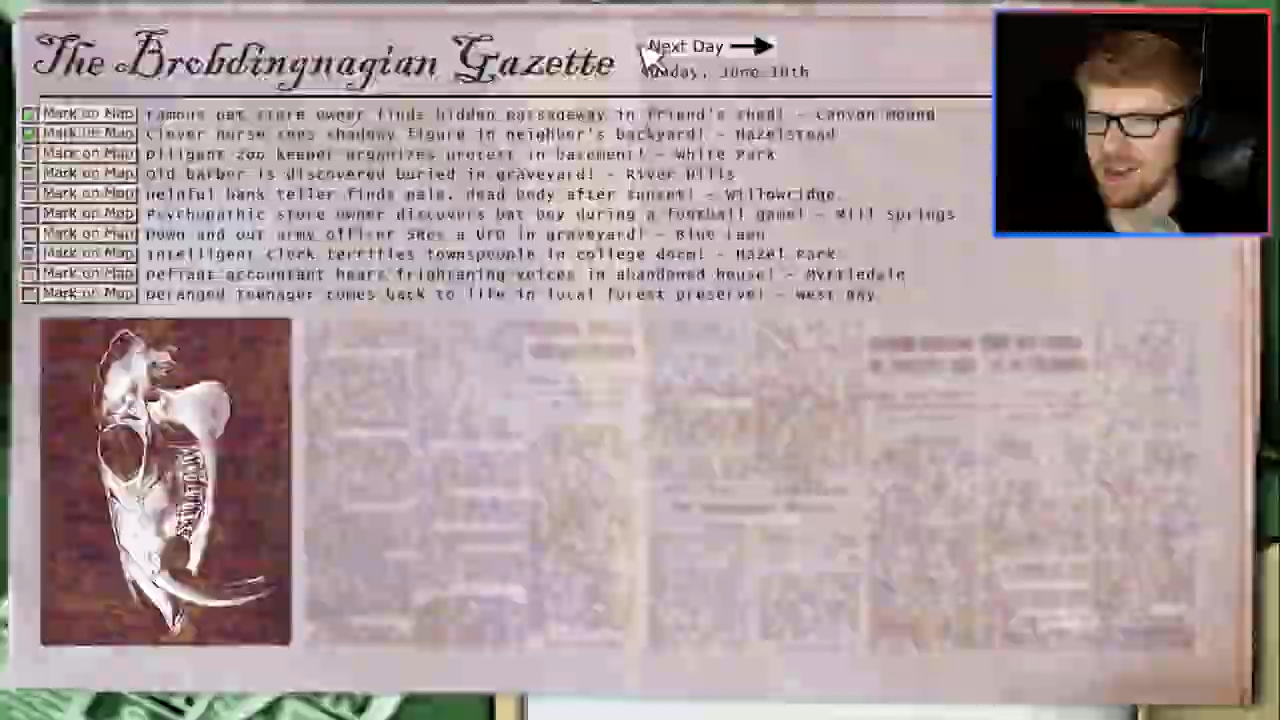 The Brobdingnagian Gazette
Next Day
Sunday, June 30th
Mark on Map famous pet store owner finds hidden passageway in friend's shed! - Canyon Mound
Mark on Map Clever nurse sees shadowy figure in neighbor's backyard! - Hazelstead
Mark on Map Diligent zoo keeper organizes protest in basement! - White Park
Mark on Map Old barber is discovered buried in graveyard! - River Hills
Mark on Map Helpful bank teller finds pale, dead body after sunset! - Willowridge
Mark on Map Psychopathic store owner discovers bat boy during a football game! - Mill Springs
Mark on Map Down and out army officer sees a UFO in graveyard! - Blue Lawn
Mark on Map Intelligent clerk terrifies townspeople in college dorm! - Hazel Park
Mark on Map Defiant accountant hears frightening voices in abandoned house! - Myrtledale
Mark on Map Deranged teenager comes back to life in local forest preserve! - West Bay